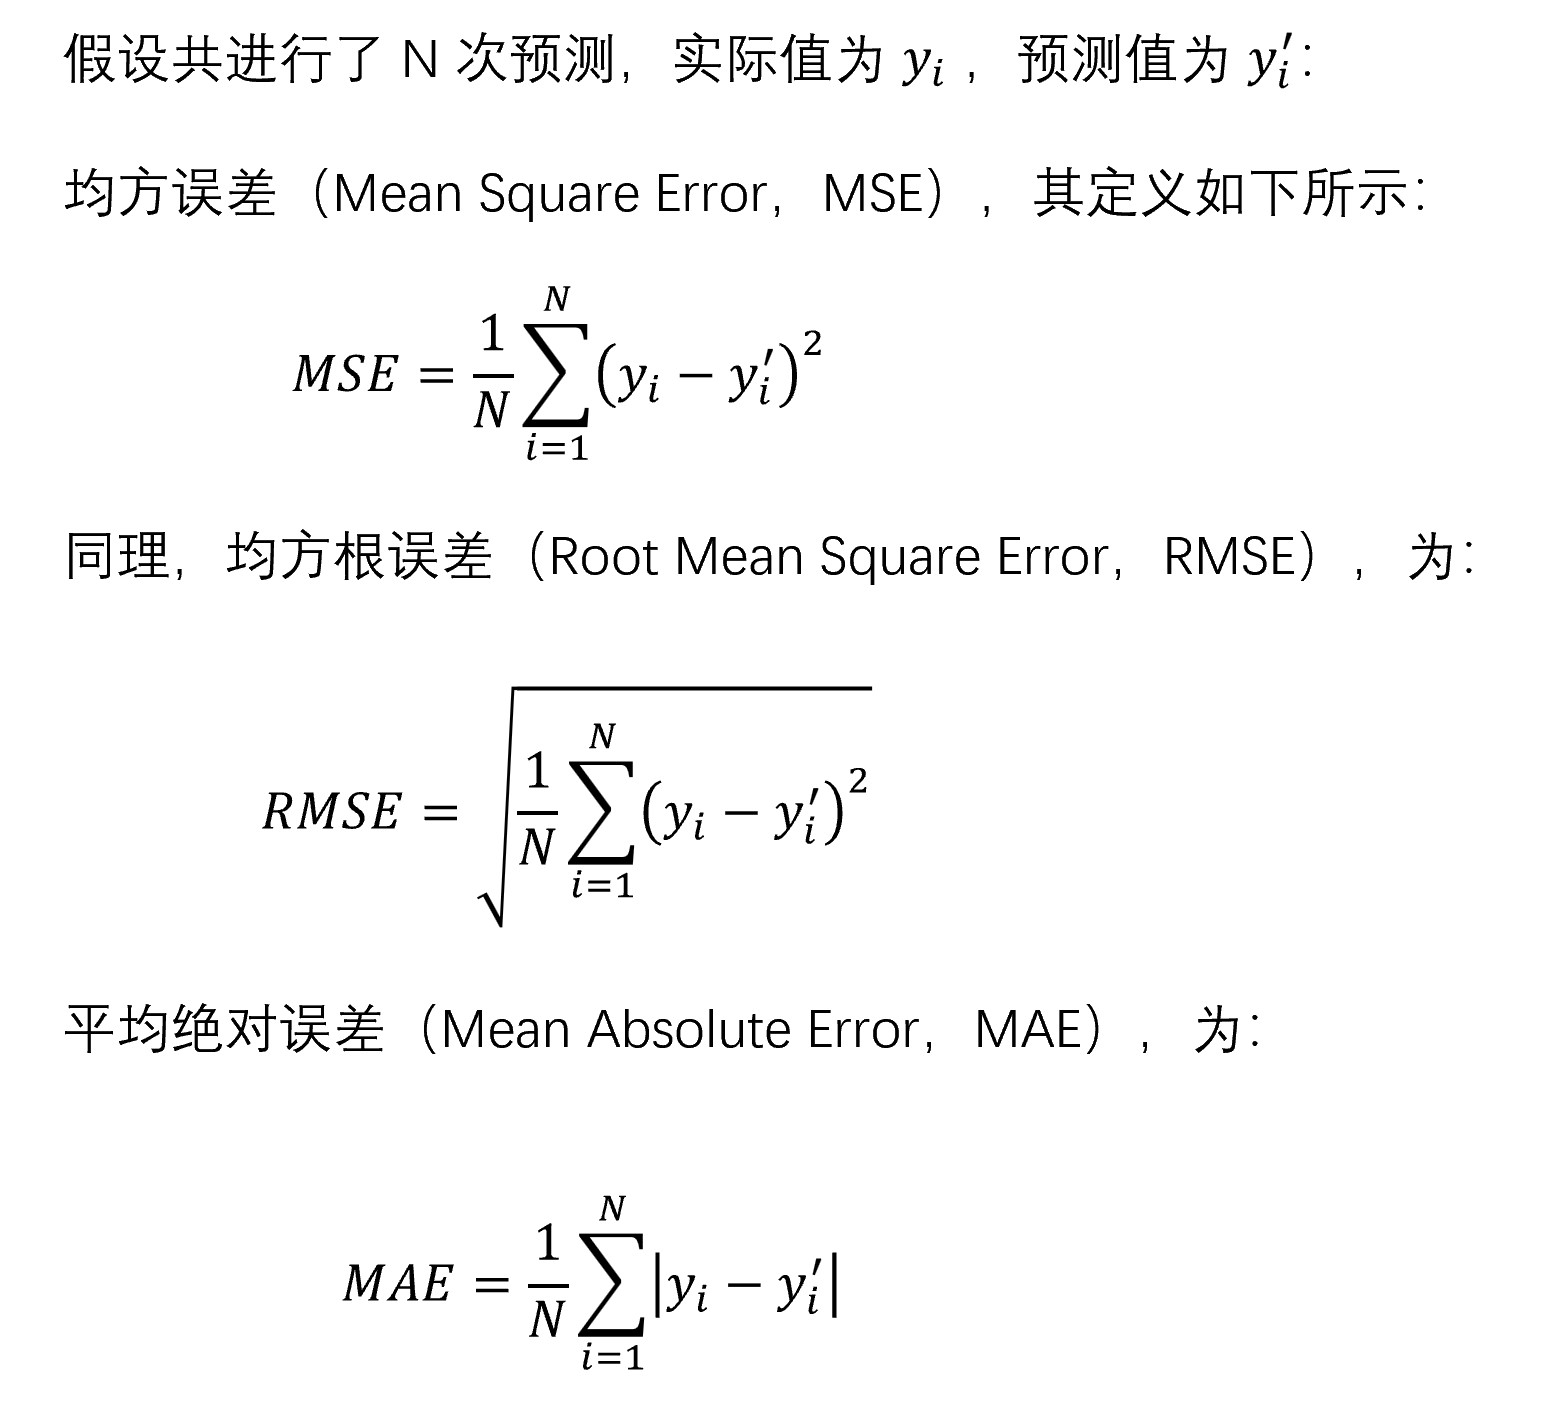 假设共进行了 N 次预测，实际值为 $y_i$ ，预测值为 $y_i'$：
均方误差（Mean Square Error，MSE），其定义如下所示：
$MSE = \frac{1}{N}\sum_{i=1}^{N}(y_i - y_i')^2$
同理，均方根误差（Root Mean Square Error，RMSE），为：
$RMSE = \sqrt{\frac{1}{N}\sum_{i=1}^{N}(y_i - y_i')^2}$
平均绝对误差（Mean Absolute Error，MAE），为：
$MAE = \frac{1}{N}\sum_{i=1}^{N}|y_i - y_i'|$